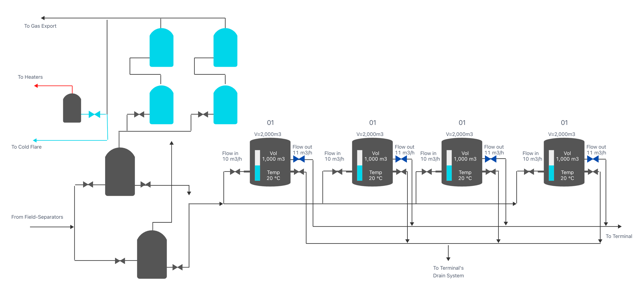 To Gas Export
To Heaters
To Cold Flare
From Field-Separators
01
V=2,000m3
Flow in
10 m3/h
Vol
1,000 m3
Temp
20 °C
Flow out
11 m3/h
01
V=2,000m3
Flow in
10 m3/h
Vol
1,000 m3
Temp
20 °C
Flow out
11 m3/h
01
V=2,000m3
Flow in
10 m3/h
Vol
1,000 m3
Temp
20 °C
Flow out
11 m3/h
01
V=2,000m3
Flow in
10 m3/h
Vol
1,000 m3
Temp
20 °C
Flow out
11 m3/h
To Terminal
To Terminal's
Drain System